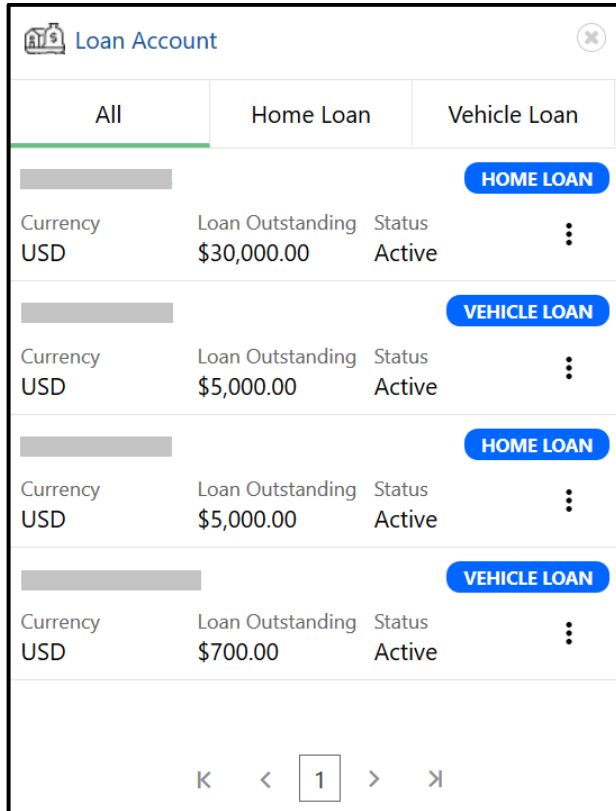 Loan Account
All Home Loan Vehicle Loan
HOME LOAN
Currency Loan Outstanding Status
USD $30,000.00 Active
VEHICLE LOAN
Currency Loan Outstanding Status
USD $5,000.00 Active
HOME LOAN
Currency Loan Outstanding Status
USD $5,000.00 Active
VEHICLE LOAN
Currency Loan Outstanding Status
USD $700.00 Active
1